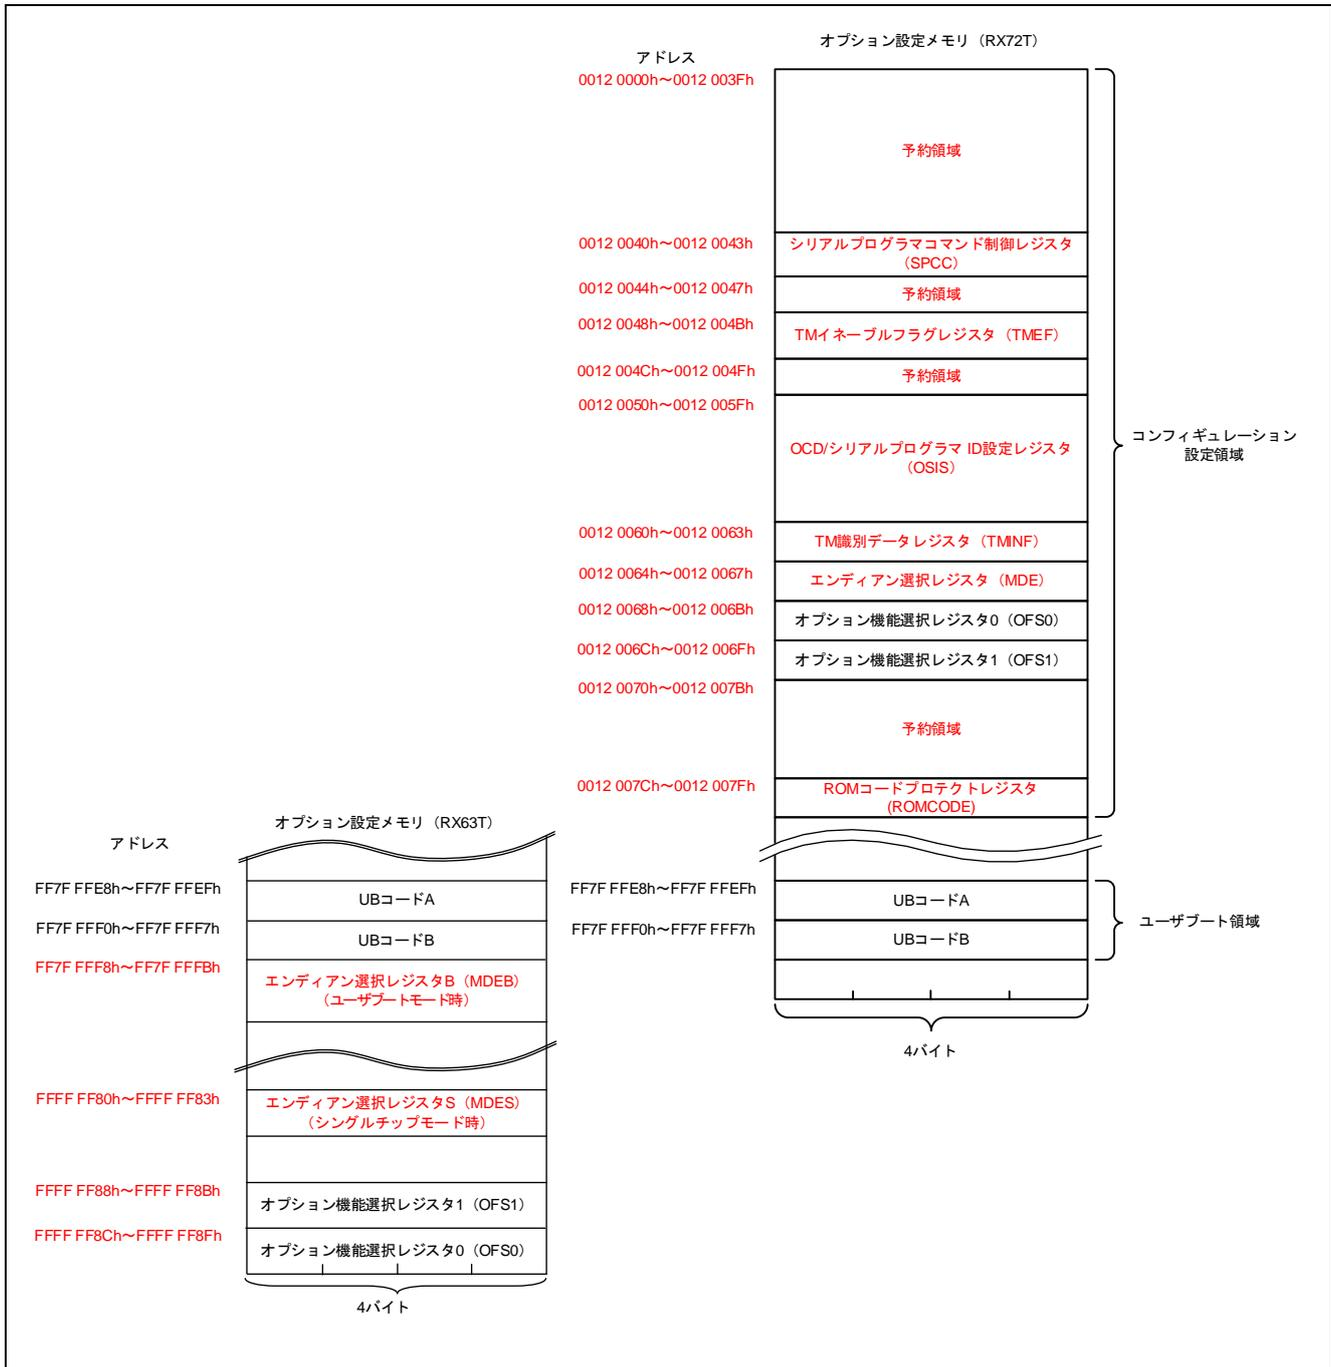 オプション設定メモリ（RX72T）
アドレス
0012 0000h～0012 003Fh
予約領域
0012 0040h～0012 0043h
シリアルプログラマコマンド制御レジスタ
（SPCC）
0012 0044h～0012 0047h
予約領域
0012 0048h～0012 004Bh
TMイネーブルフラグレジスタ（TMEF）
0012 004Ch～0012 004Fh
予約領域
0012 0050h～0012 005Fh
OCD/シリアルプログラマ ID設定レジスタ
（OSIS）
コンフィギュレーション
設定領域
0012 0060h～0012 0063h
TM識別データレジスタ（TMINF）
0012 0064h～0012 0067h
エンディアン選択レジスタ（MDE）
0012 0068h～0012 006Bh
オプション機能選択レジスタ0（OFS0）
0012 006Ch～0012 006Fh
オプション機能選択レジスタ1（OFS1）
0012 0070h～0012 007Bh
予約領域
0012 007Ch～0012 007Fh
ROMコードプロテクトレジスタ
(ROMCODE)
FF7F FFE8h～FF7F FFEFh
UBコードA
FF7F FFF0h～FF7F FFF7h
UBコードB
ユーザブート領域
4バイト
オプション設定メモリ（RX63T）
アドレス
FF7F FFE8h～FF7F FFEFh
UBコードA
FF7F FFF0h～FF7F FFF7h
UBコードB
FF7F FFF8h～FF7F FFFBh
エンディアン選択レジスタB（MDEB）
（ユーザブートモード時）
FFFF FF80h～FFFF FF83h
エンディアン選択レジスタS（MDES）
（シングルチップモード時）
FFFF FF88h～FFFF FF8Bh
オプション機能選択レジスタ1（OFS1）
FFFF FF8Ch～FFFF FF8Fh
オプション機能選択レジスタ0（OFS0）
4バイト